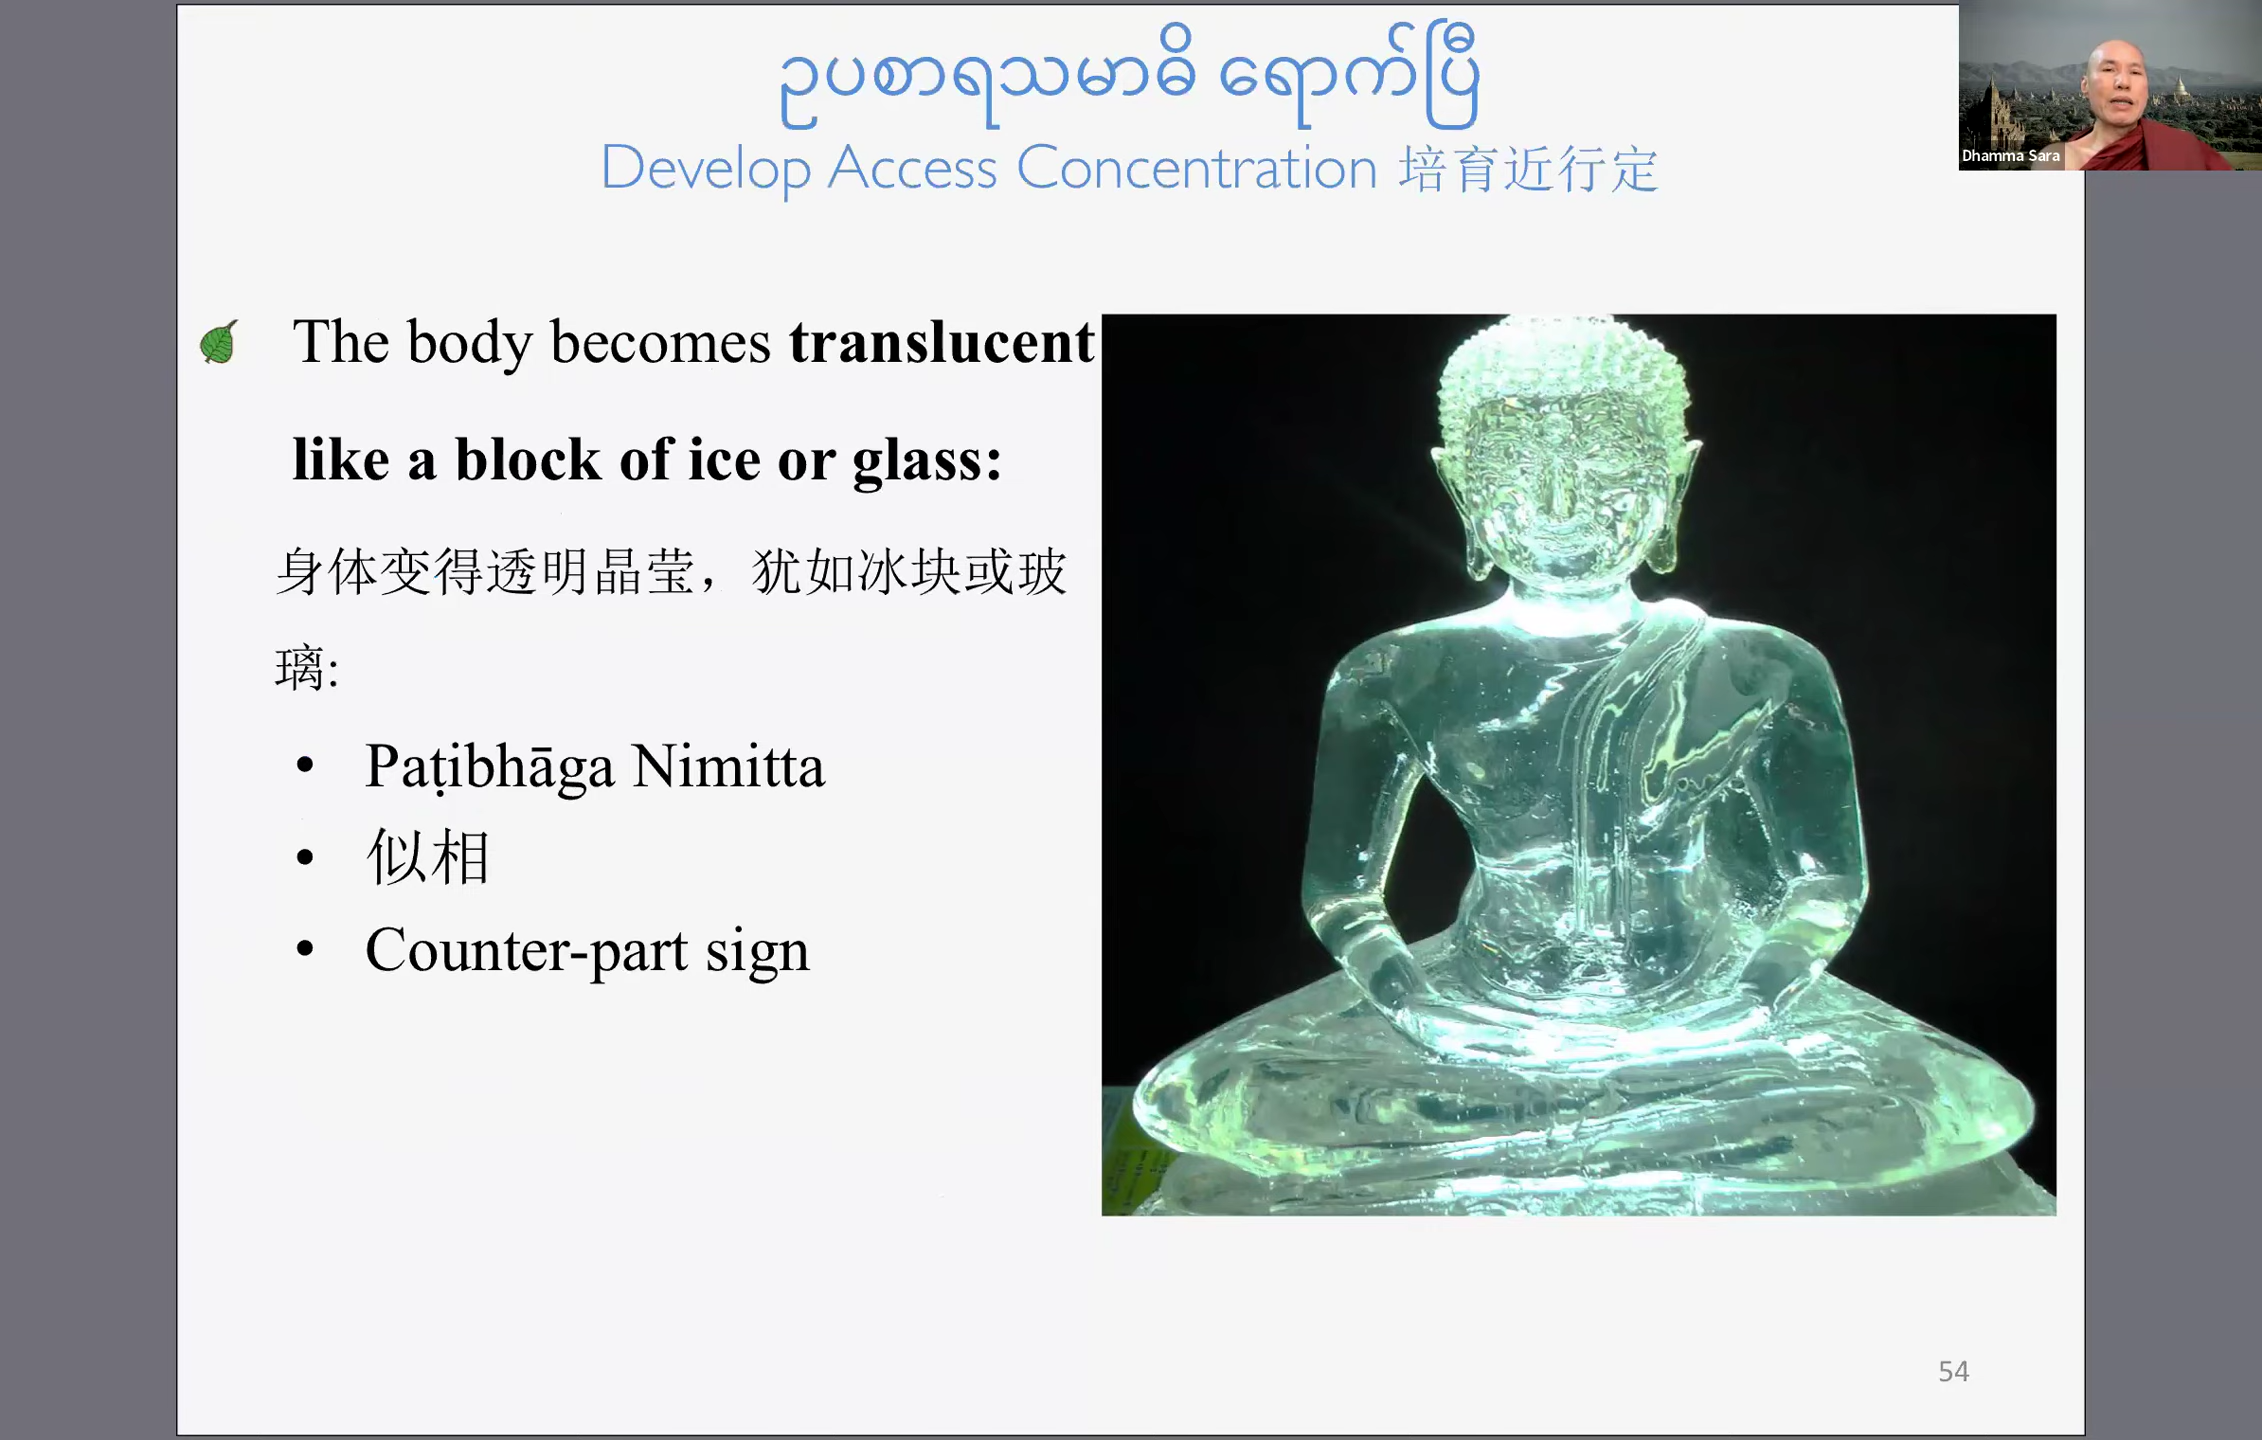 ဥပစာရသမာဓိ ရောက်ပြီ
Develop Access Concentration 培育近行定
Dhamma Sara
The body becomes translucent
like a block of ice or glass:
身体变得透明晶莹，犹如冰块或玻
璃:
• Paṭibhāga Nimitta
• 似相
• Counter-part sign
54